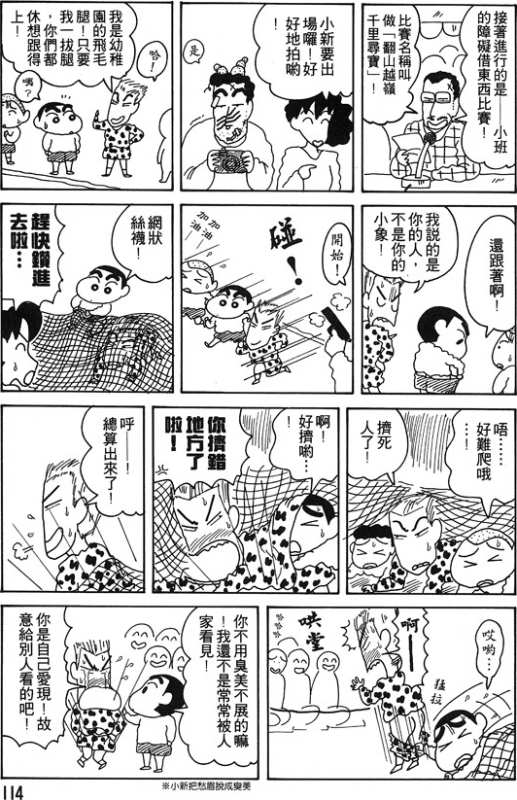 接著進行的是——小班
的障礙借東西比賽！
比賽名稱叫
做「翻山越嶺
千里尋寶」！
小新要出
場囉！好
好地拍喲
是
哈！
我是幼稚
園的飛毛
腿！只要
我一拔腿
，你們都
休想跟得
上！
嗎？
還跟著啊！
我說的是
你的人，
不是你的
小象！
開始！
碰！
加油
加油
網狀
絲襪！
趕快鑽進
去啦…
唔……
好難爬哦
……
擠死
人了！
啊！
好擠喲…
你擠錯
地方了
啦！
呼——！
總算出來了！
哎喲…
猛拉
啊——
哄堂
你不用臭美不展的嘛
！我還不是常常被人
家看見！
你是自己愛現！故
意給別人看的吧！
※小新把愁眉說成臭美
114